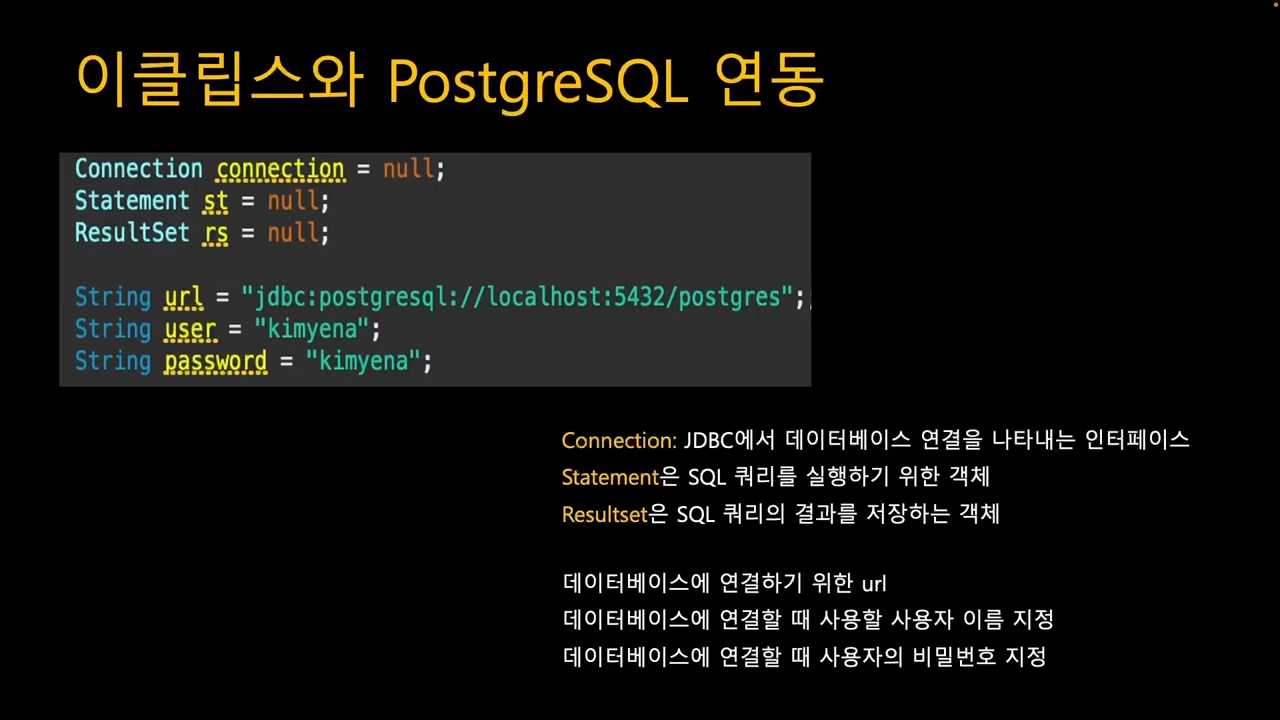 이클립스와 PostgreSQL 연동
Connection connection = null;
Statement st = null;
ResultSet rs = null;
String url = "jdbc:postgresql://localhost:5432/postgres";
String user = "kimyena";
String password = "kimyena";
Connection: JDBC에서 데이터베이스 연결을 나타내는 인터페이스
Statement은 SQL 쿼리를 실행하기 위한 객체
Resultset은 SQL 쿼리의 결과를 저장하는 객체
데이터베이스에 연결하기 위한 url
데이터베이스에 연결할 때 사용할 사용자 이름 지정
데이터베이스에 연결할 때 사용자의 비밀번호 지정